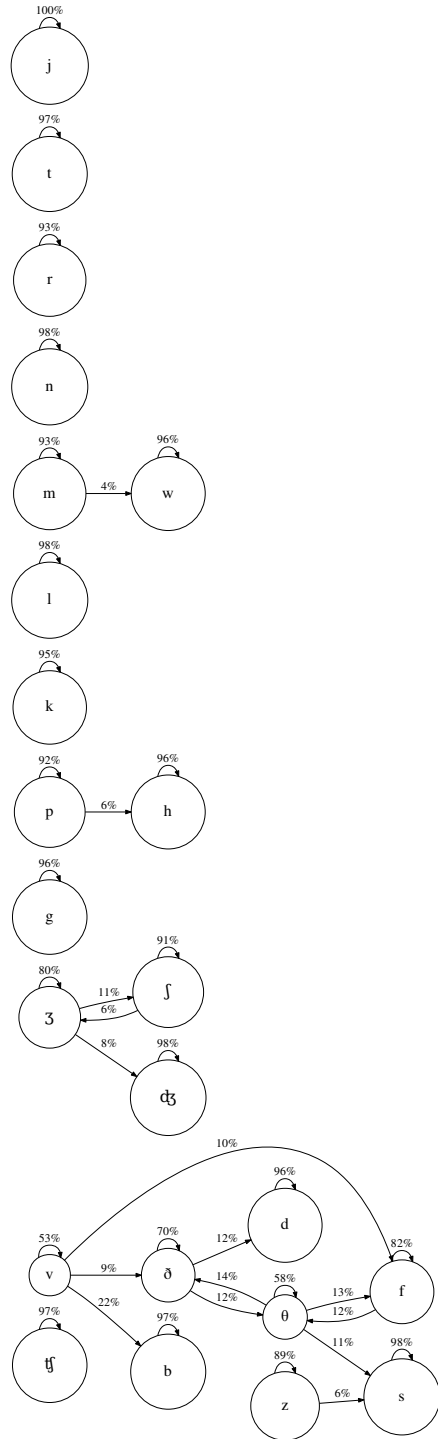 100%
j
97%
t
93%
r
98%
n
93%
m
4%
96%
w
98%
l
95%
k
92%
p
6%
96%
h
96%
g
80%
ʒ
11%
6%
91%
ʃ
8%
98%
ʤ
10%
53%
v
9%
22%
70%
ð
12%
12%
14%
96%
d
58%
θ
13%
12%
11%
82%
f
97%
ʧ
97%
b
89%
z
6%
98%
s